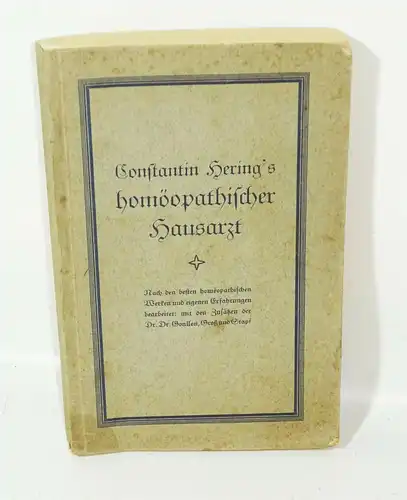 Constantin Hering's
homöopathischer
Hausarzt
Nach den besten homöopathischen
Werken und eigenen Erfahrungen
bearbeitet; mit den Zusätzen der
Dr. Dr. Goullon, Groß und Stapf